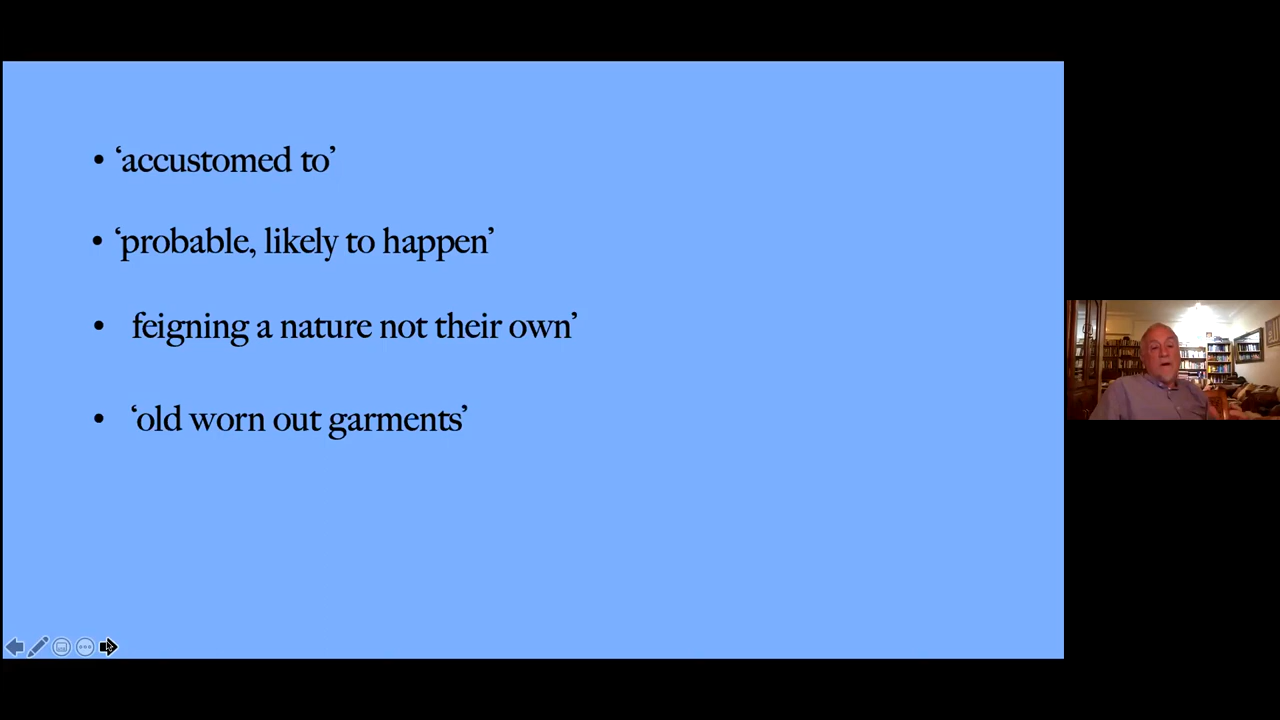 • ‘accustomed to’
• ‘probable, likely to happen’
• feigning a nature not their own’
• ‘old worn out garments’